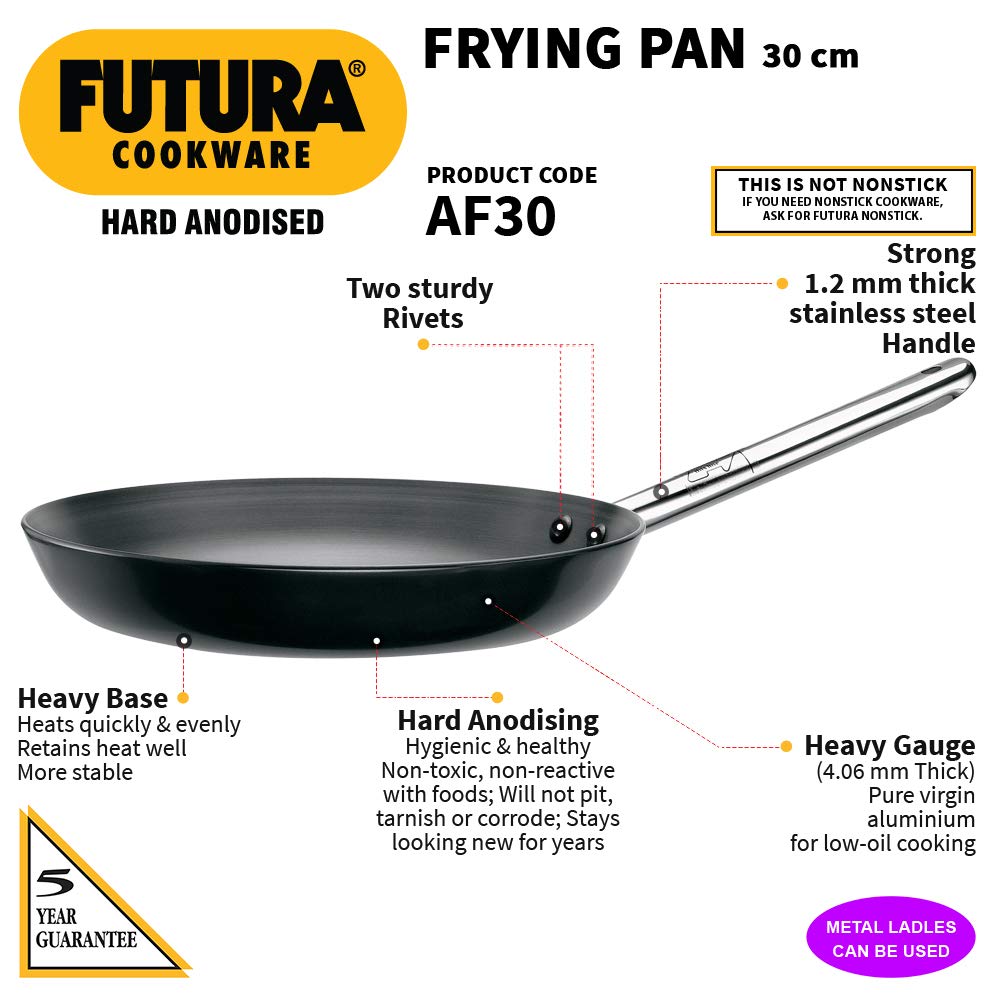 FUTURA®
COOKWARE
HARD ANODISED
FRYING PAN 30 cm
PRODUCT CODE
AF30
THIS IS NOT NONSTICK
IF YOU NEED NONSTICK COOKWARE,
ASK FOR FUTURA NONSTICK.
Two sturdy
Rivets
Strong
1.2 mm thick
stainless steel
Handle
Heavy Base
Heats quickly & evenly
Retains heat well
More stable
Hard Anodising
Hygienic & healthy
Non-toxic, non-reactive
with foods; Will not pit,
tarnish or corrode; Stays
looking new for years
Heavy Gauge
(4.06 mm Thick)
Pure virgin
aluminium
for low-oil cooking
5
YEAR
GUARANTEE
METAL LADLES
CAN BE USED